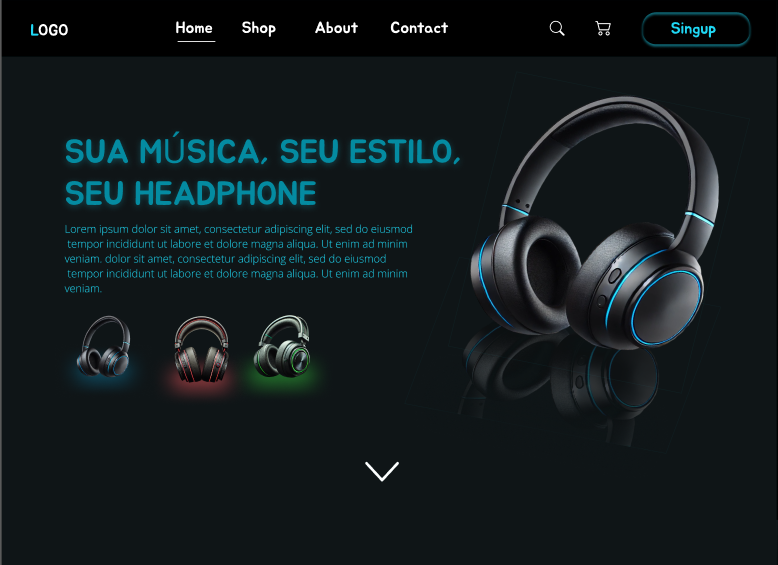 LOGO
Home Shop About Contact
Singup
SUA MÚSICA, SEU ESTILO,
SEU HEADPHONE
Lorem ipsum dolor sit amet, consectetur adipiscing elit, sed do eiusmod
tempor incididunt ut labore et dolore magna aliqua. Ut enim ad minim
veniam. dolor sit amet, consectetur adipiscing elit, sed do eiusmod
tempor incididunt ut labore et dolore magna aliqua. Ut enim ad minim
veniam.